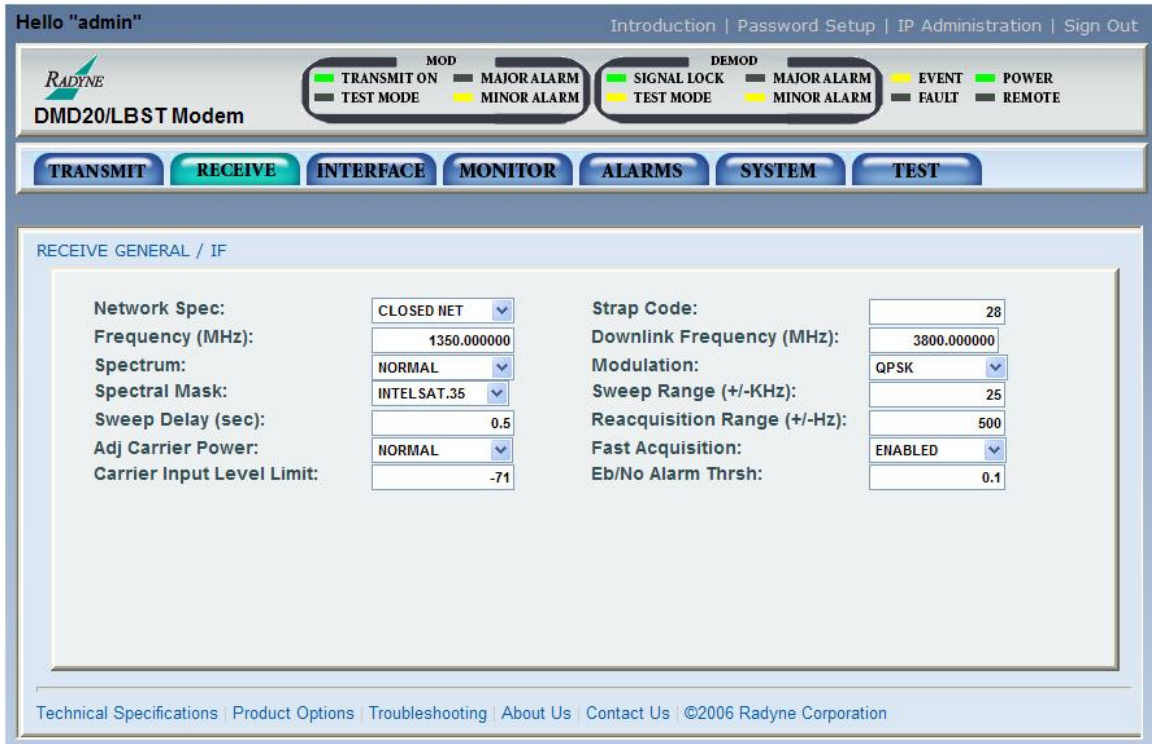 Hello "admin"
Introduction | Password Setup | IP Administration | Sign Out
RADYNE
DMD20/LBST Modem
MOD
TRANSMIT ON MAJOR ALARM
TEST MODE MINOR ALARM
DEMOD
SIGNAL LOCK MAJOR ALARM
TEST MODE MINOR ALARM
EVENT POWER
FAULT REMOTE
TRANSMIT RECEIVE INTERFACE MONITOR ALARMS SYSTEM TEST
RECEIVE GENERAL / IF
Network Spec: CLOSED NET Strap Code: 28
Frequency (MHz): 1350.000000 Downlink Frequency (MHz): 3800.000000
Spectrum: NORMAL Modulation: QPSK
Spectral Mask: INTELSAT.35 Sweep Range (+/-KHz): 25
Sweep Delay (sec): 0.5 Reacquisition Range (+/-Hz): 500
Adj Carrier Power: NORMAL Fast Acquisition: ENABLED
Carrier Input Level Limit: -71 Eb/No Alarm Thrsh: 0.1
Technical Specifications | Product Options | Troubleshooting | About Us | Contact Us | ©2006 Radyne Corporation